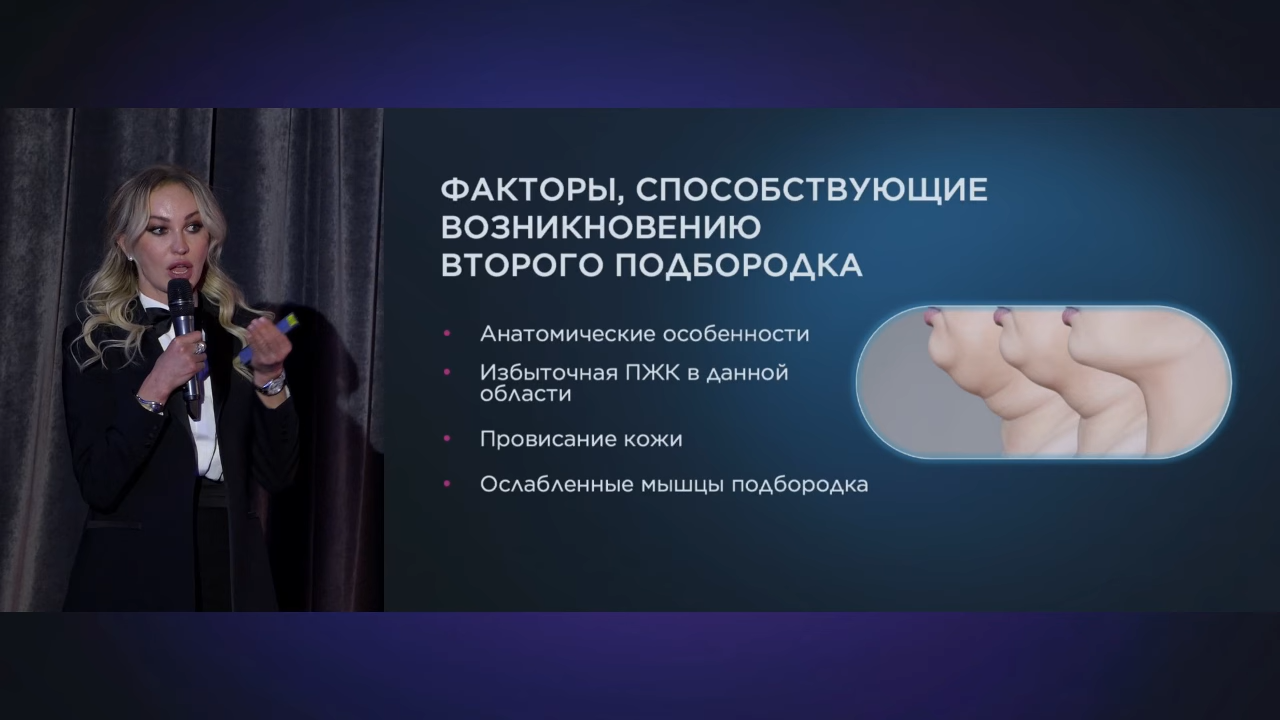 ФАКТОРЫ, СПОСОБСТВУЮЩИЕ
ВОЗНИКНОВЕНИЮ
ВТОРОГО ПОДБОРОДКА
• Анатомические особенности
• Избыточная ПЖК в данной
области
• Провисание кожи
• Ослабленные мышцы подбородка